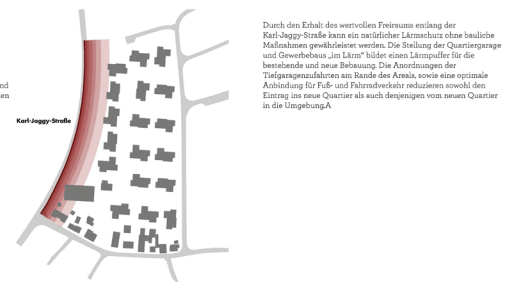 Durch den Erhalt des wertvollen Freiraums entlang der
Karl-Jaggy-Straße kann ein natürlicher Lärmschutz ohne bauliche
Maßnahmen gewährleistet werden. Die Stellung der Quartiergarage
und Gewerbebaus „im Lärm“ bildet einen Lärmpuffer für die
bestehende und neue Bebauung. Die Anordnungen der
Tiefgaragenzufahrten am Rande des Areals, sowie eine optimale
Anbindung für Fuß- und Fahrradverkehr reduzieren sowohl den
Eintrag ins neue Quartier als auch denjenigen vom neuen Quartier
in die Umgebung.A
nd
en
Karl-Jaggy-Straße